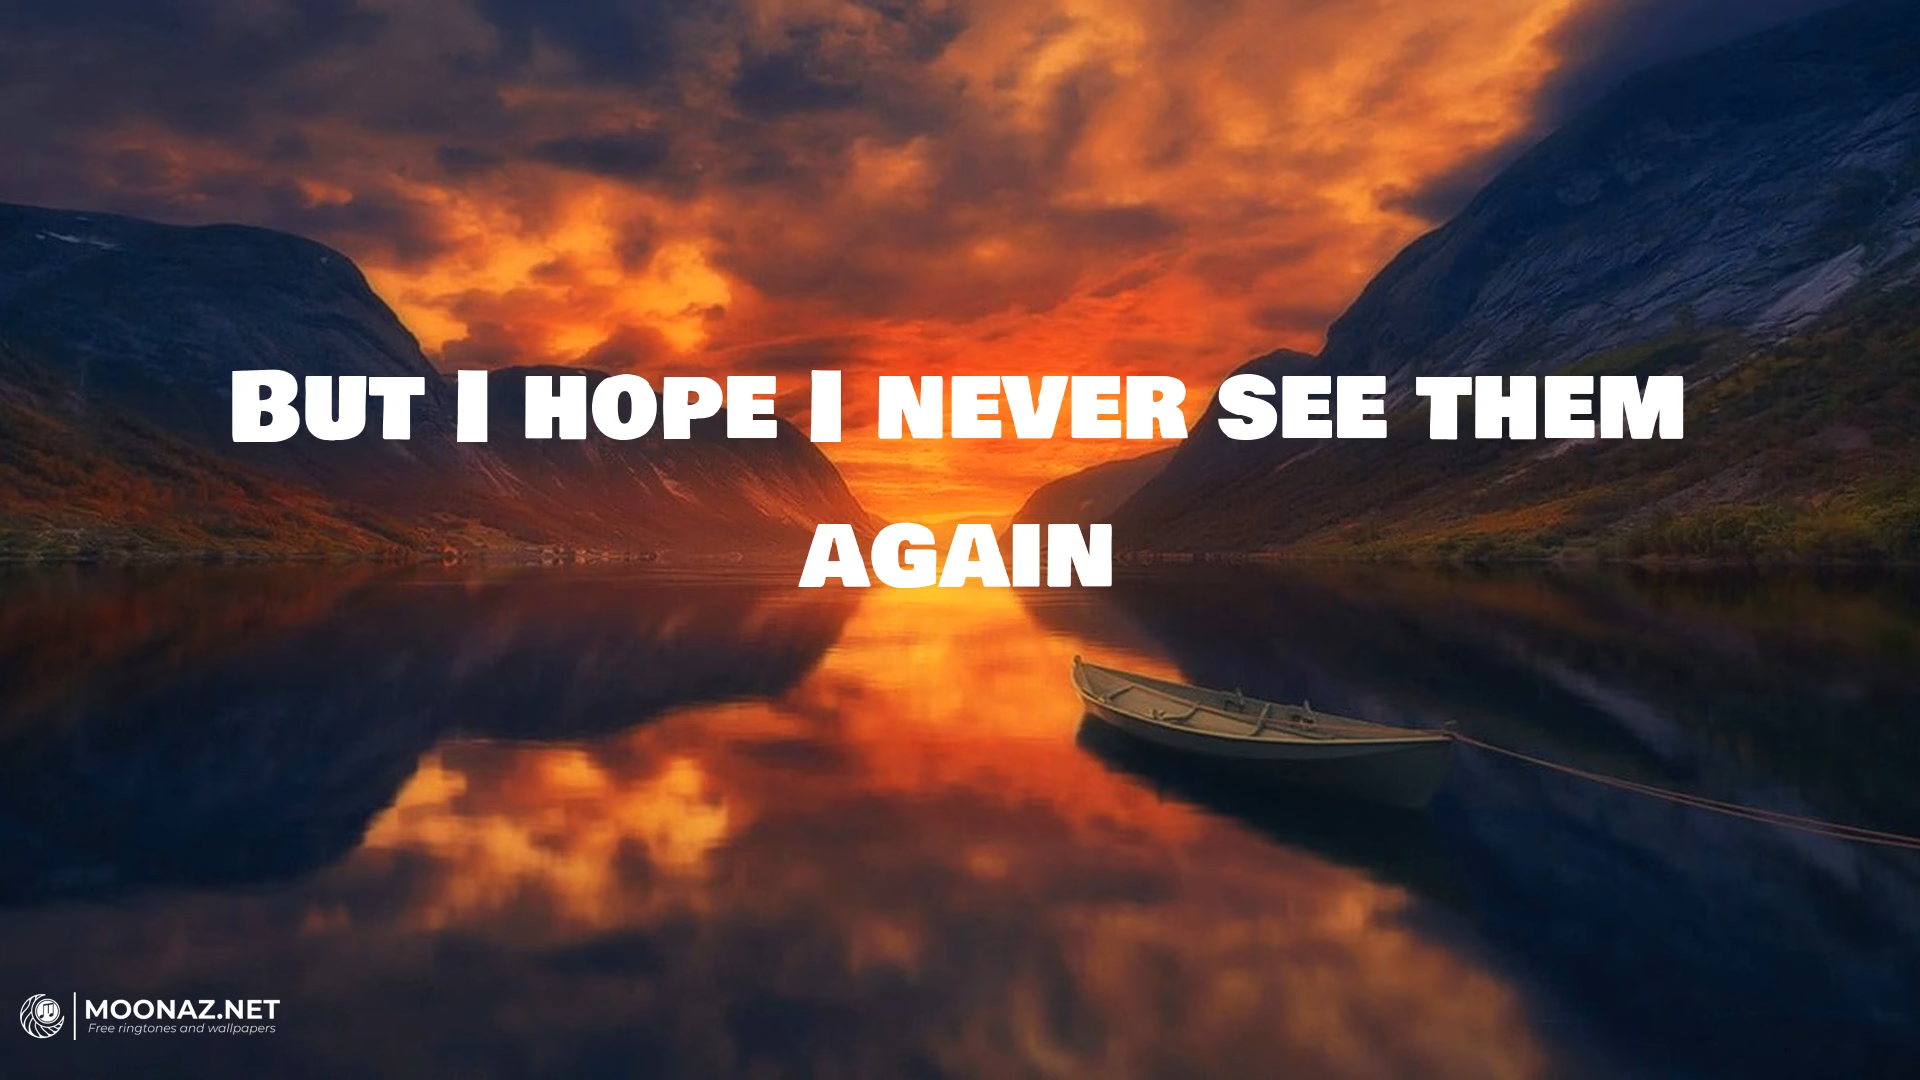 But I hope I never see them
again
MOONAZ.NET
Free ringtones and wallpapers